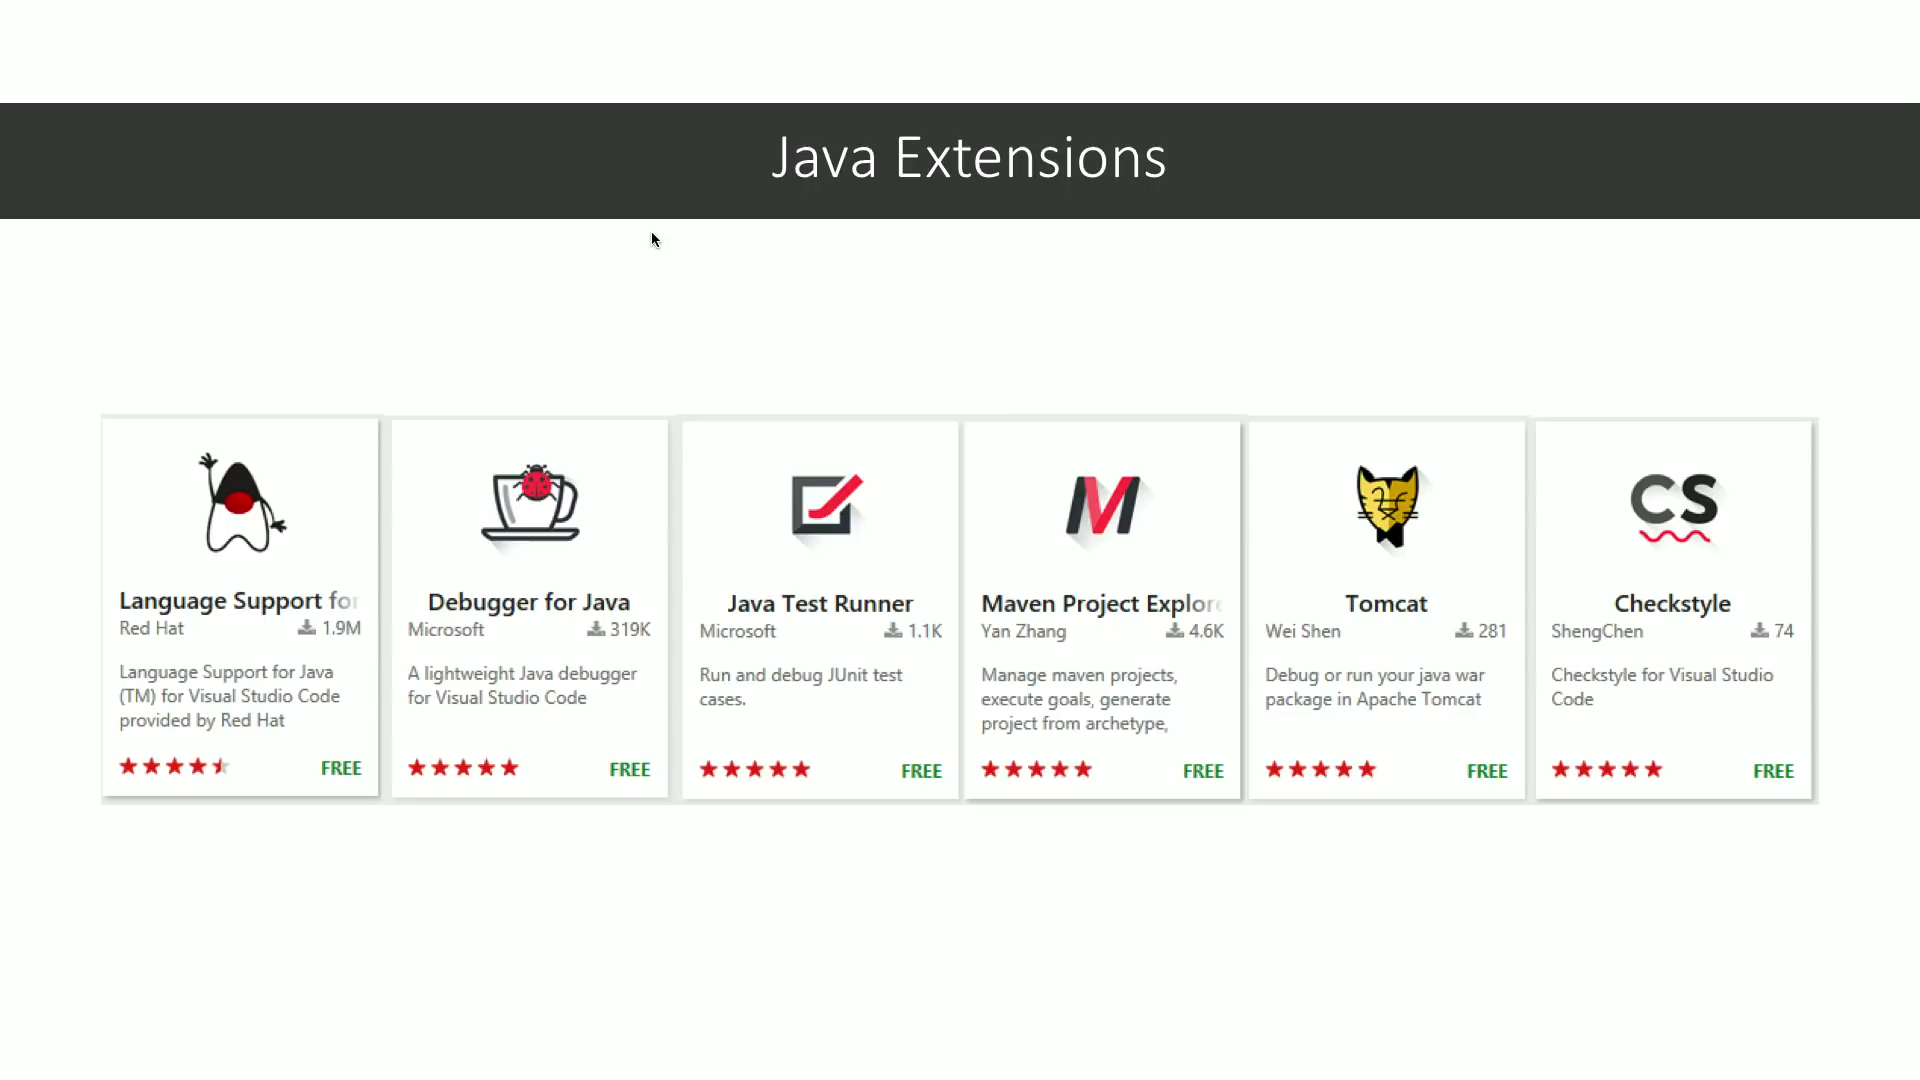 Java Extensions
Language Support for
Red Hat 1.9M
Language Support for Java
(TM) for Visual Studio Code
provided by Red Hat
FREE
Debugger for Java
Microsoft 319K
A lightweight Java debugger
for Visual Studio Code
FREE
Java Test Runner
Microsoft 1.1K
Run and debug JUnit test
cases.
FREE
M
Maven Project Explore
Yan Zhang 4.6K
Manage maven projects,
execute goals, generate
project from archetype,
FREE
Tomcat
Wei Shen 281
Debug or run your java war
package in Apache Tomcat
FREE
CS
Checkstyle
ShengChen 74
Checkstyle for Visual Studio
Code
FREE